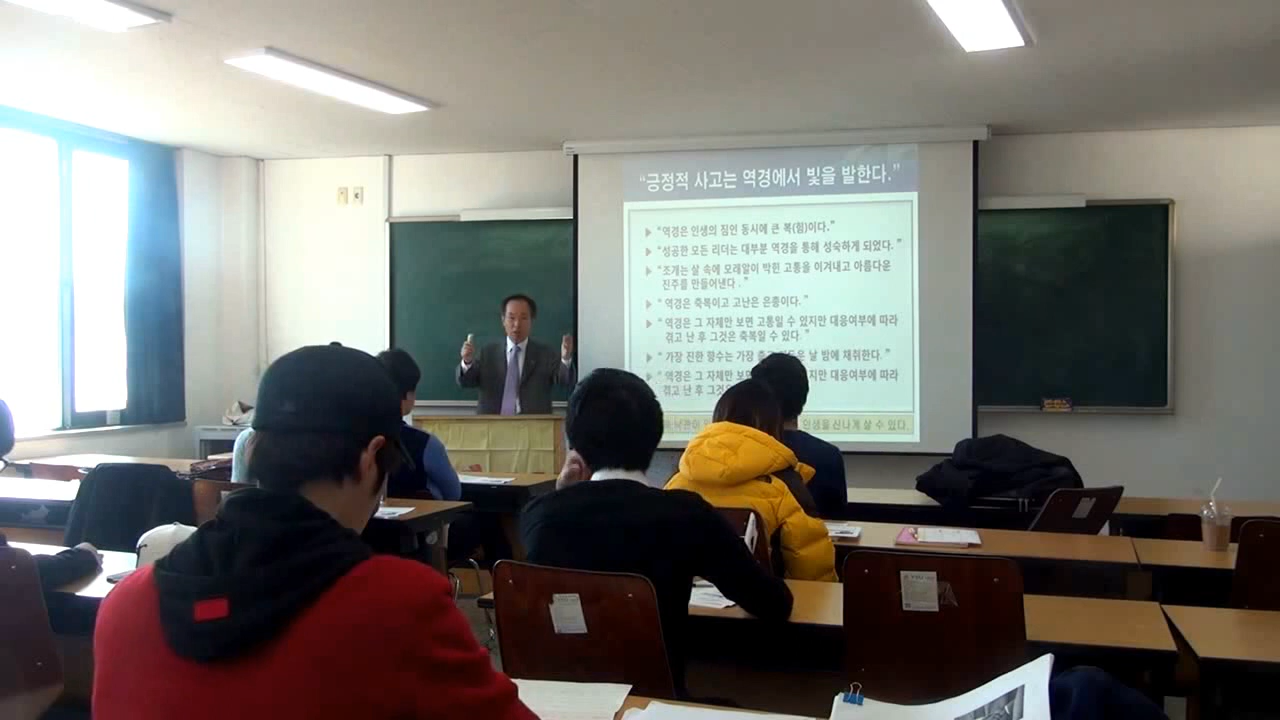 “긍정적 사고는 역경에서 빛을 발한다.”
“역경은 인생의 짐인 동시에 큰 복(힘)이다.”
“성공한 모든 리더는 대부분 역경을 통해 성숙하게 되었다. ”
“조개는 살 속에 모래알이 박힌 고통을 이겨내고 아름다운
진주를 만들어낸다 . ”
“ 역경은 축복이고 고난은 은총이다. ”
“ 역경은 그 자체만 보면 고통일 수 있지만 대응여부에 따라
겪고 난 후 그것은 축복일 수 있다. ”
“ 가장 진한 향수는 가장 운 날 밤에 채취한다. ”
“ 역경은 그 자체만 보 지만 대응여부에 따라
겪고 난 후 그것은
인생을 신나게 살 수 있다.